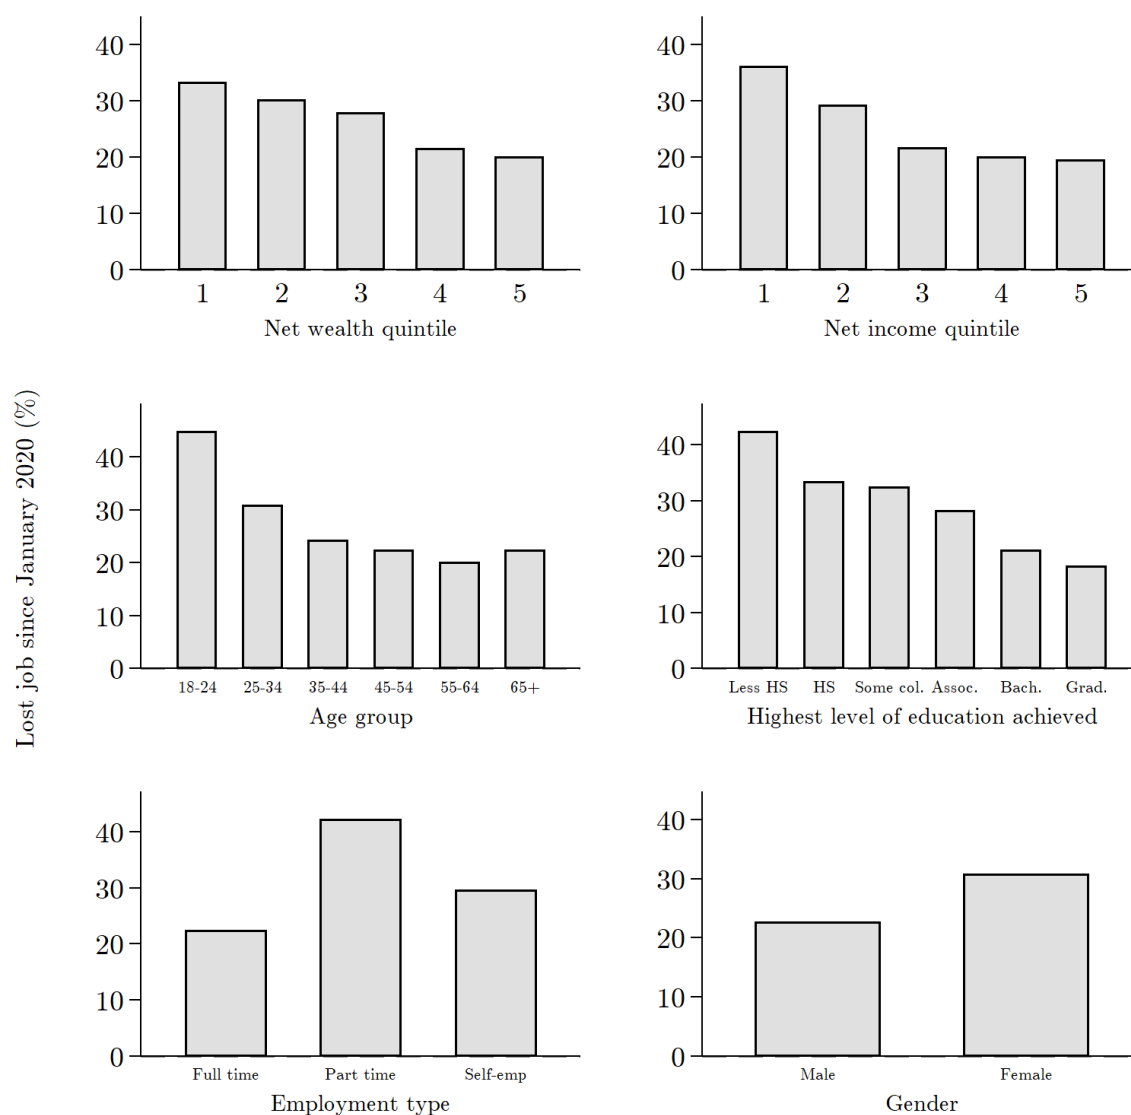 Lost job since January 2020 (%)
40
30
20
10
0
1 2 3 4 5
Net wealth quintile
40
30
20
10
0
1 2 3 4 5
Net income quintile
40
30
20
10
0
18-24 25-34 35-44 45-54 55-64 65+
Age group
40
30
20
10
0
Less HS HS Some col. Assoc. Bach. Grad.
Highest level of education achieved
40
30
20
10
0
Full time Part time Self-emp
Employment type
40
30
20
10
0
Male Female
Gender